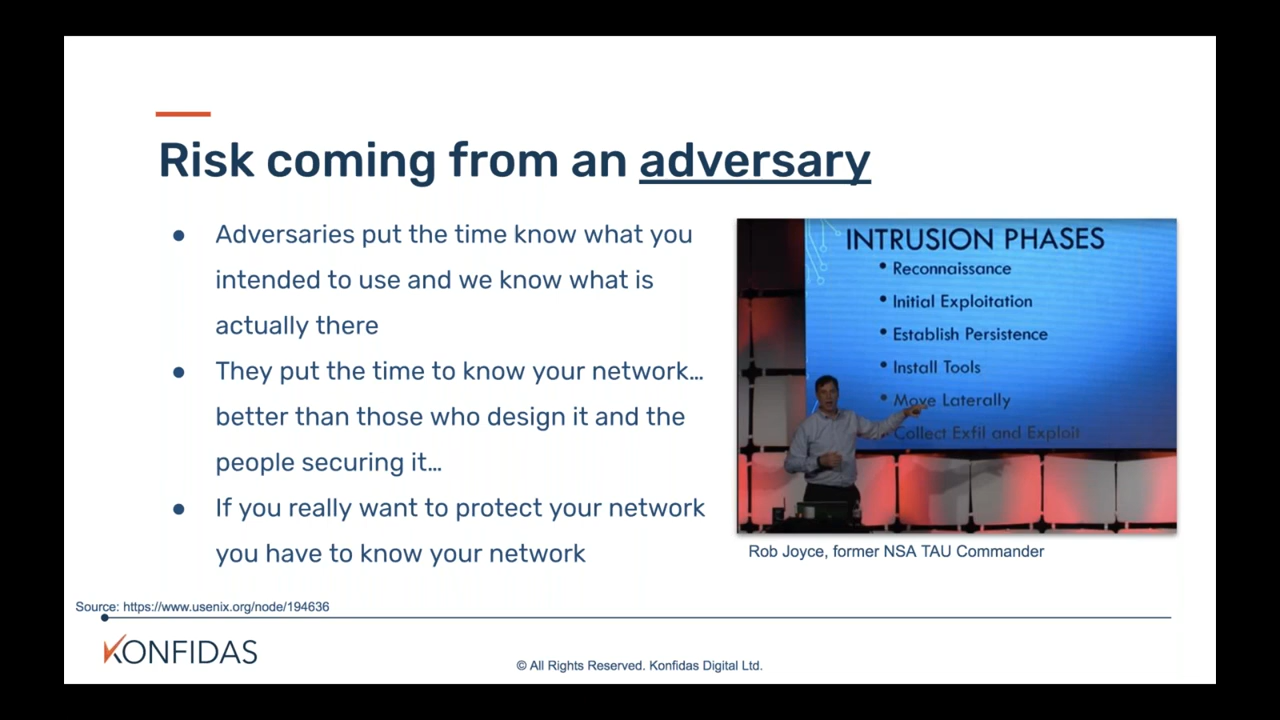 Risk coming from an adversary
● Adversaries put the time know what you
intended to use and we know what is
actually there
● They put the time to know your network…
better than those who design it and the
people securing it…
● If you really want to protect your network
you have to know your network
INTRUSION PHASES
• Reconnaissance
• Initial Exploitation
• Establish Persistence
• Install Tools
• Move Laterally
• Collect Exfil and Exploit
Rob Joyce, former NSA TAU Commander
Source: https://www.usenix.org/node/194636
KONFIDAS
© All Rights Reserved. Konfidas Digital Ltd.